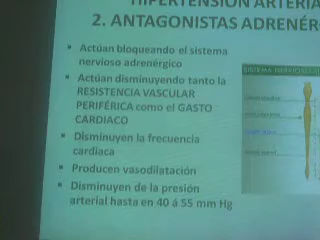 HIPERTENSIÓN ARTERIA
2. ANTAGONISTAS ADRENÉR
Actúan bloqueando el sistema
nervioso adrenérgico
Actúan disminuyendo tanto la
RESISTENCIA VASCULAR
PERIFÉRICA como el GASTO
CARDIACO
Disminuyen la frecuencia
cardiaca
Producen vasodilatación
Disminuyen de la presión
arterial hasta en 40 á 55 mm Hg